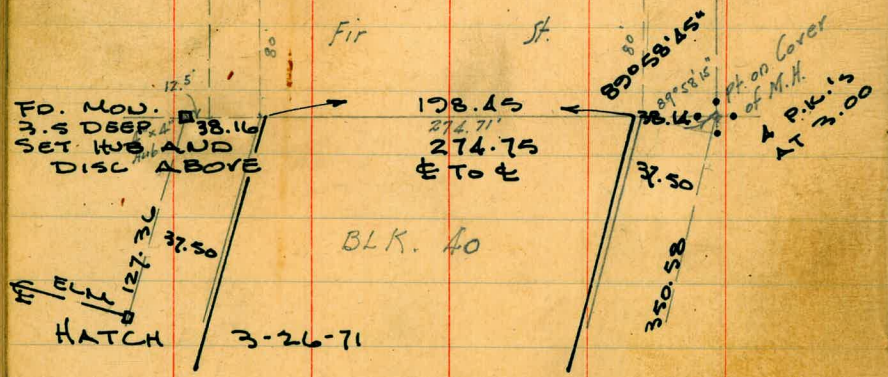 Fir St.
80'
80'
89°58'45"
89°58'15"
Pt. on Cover
of M.H.
4 P.K.'s
AT 3.00
12.5'
FD. MON.
3.5 DEEP
SET HUB AND
DISC ABOVE
38.16
198.45
274.71'
274.75
℄ TO ℄
38.14
37.50
37.50
BLK. 40
127.36
350.58
℄ ELM
HATCH
3-26-71